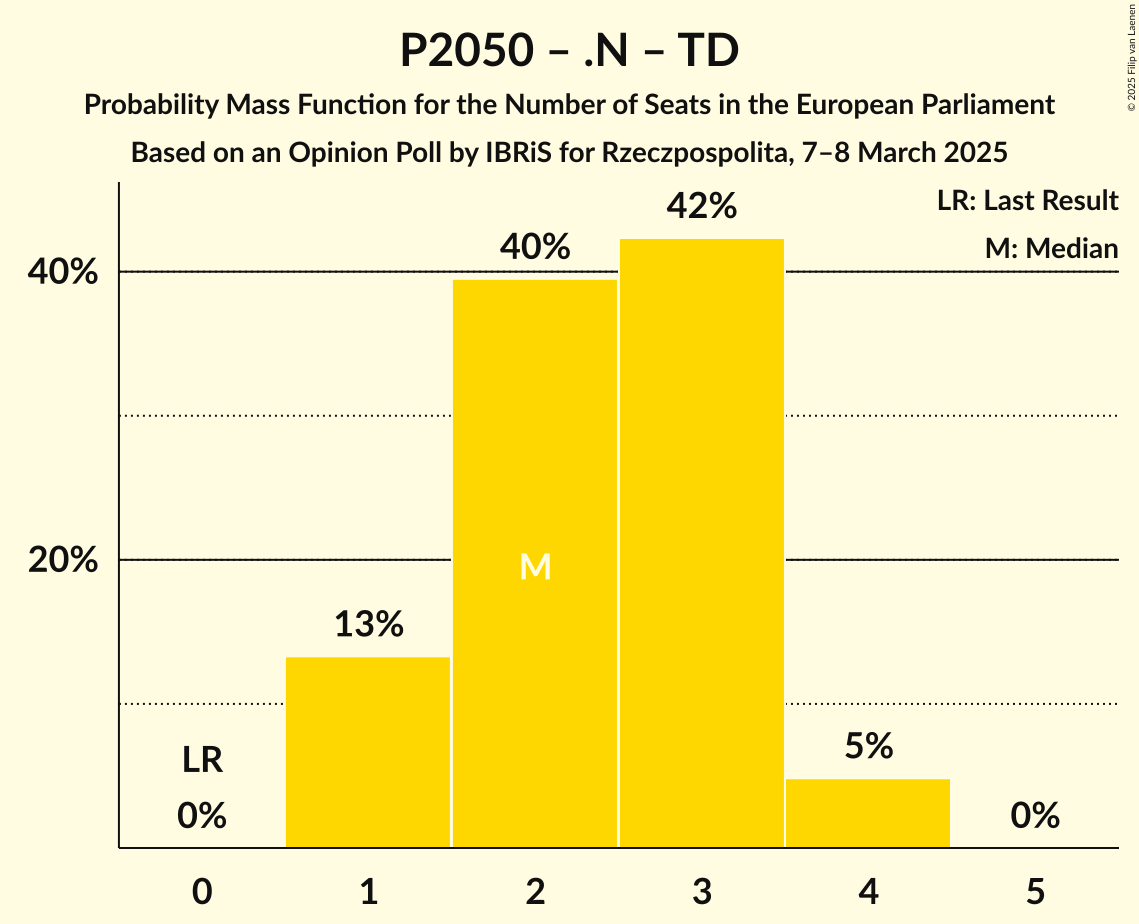 P2050 – .N – TD
Probability Mass Function for the Number of Seats in the European Parliament
Based on an Opinion Poll by IBRiS for Rzeczpospolita, 7–8 March 2025
© 2025 Filip van Laenen
LR: Last Result
M: Median
40%
20%
LR
0%
13%
40%
M
42%
5%
0%
0 1 2 3 4 5